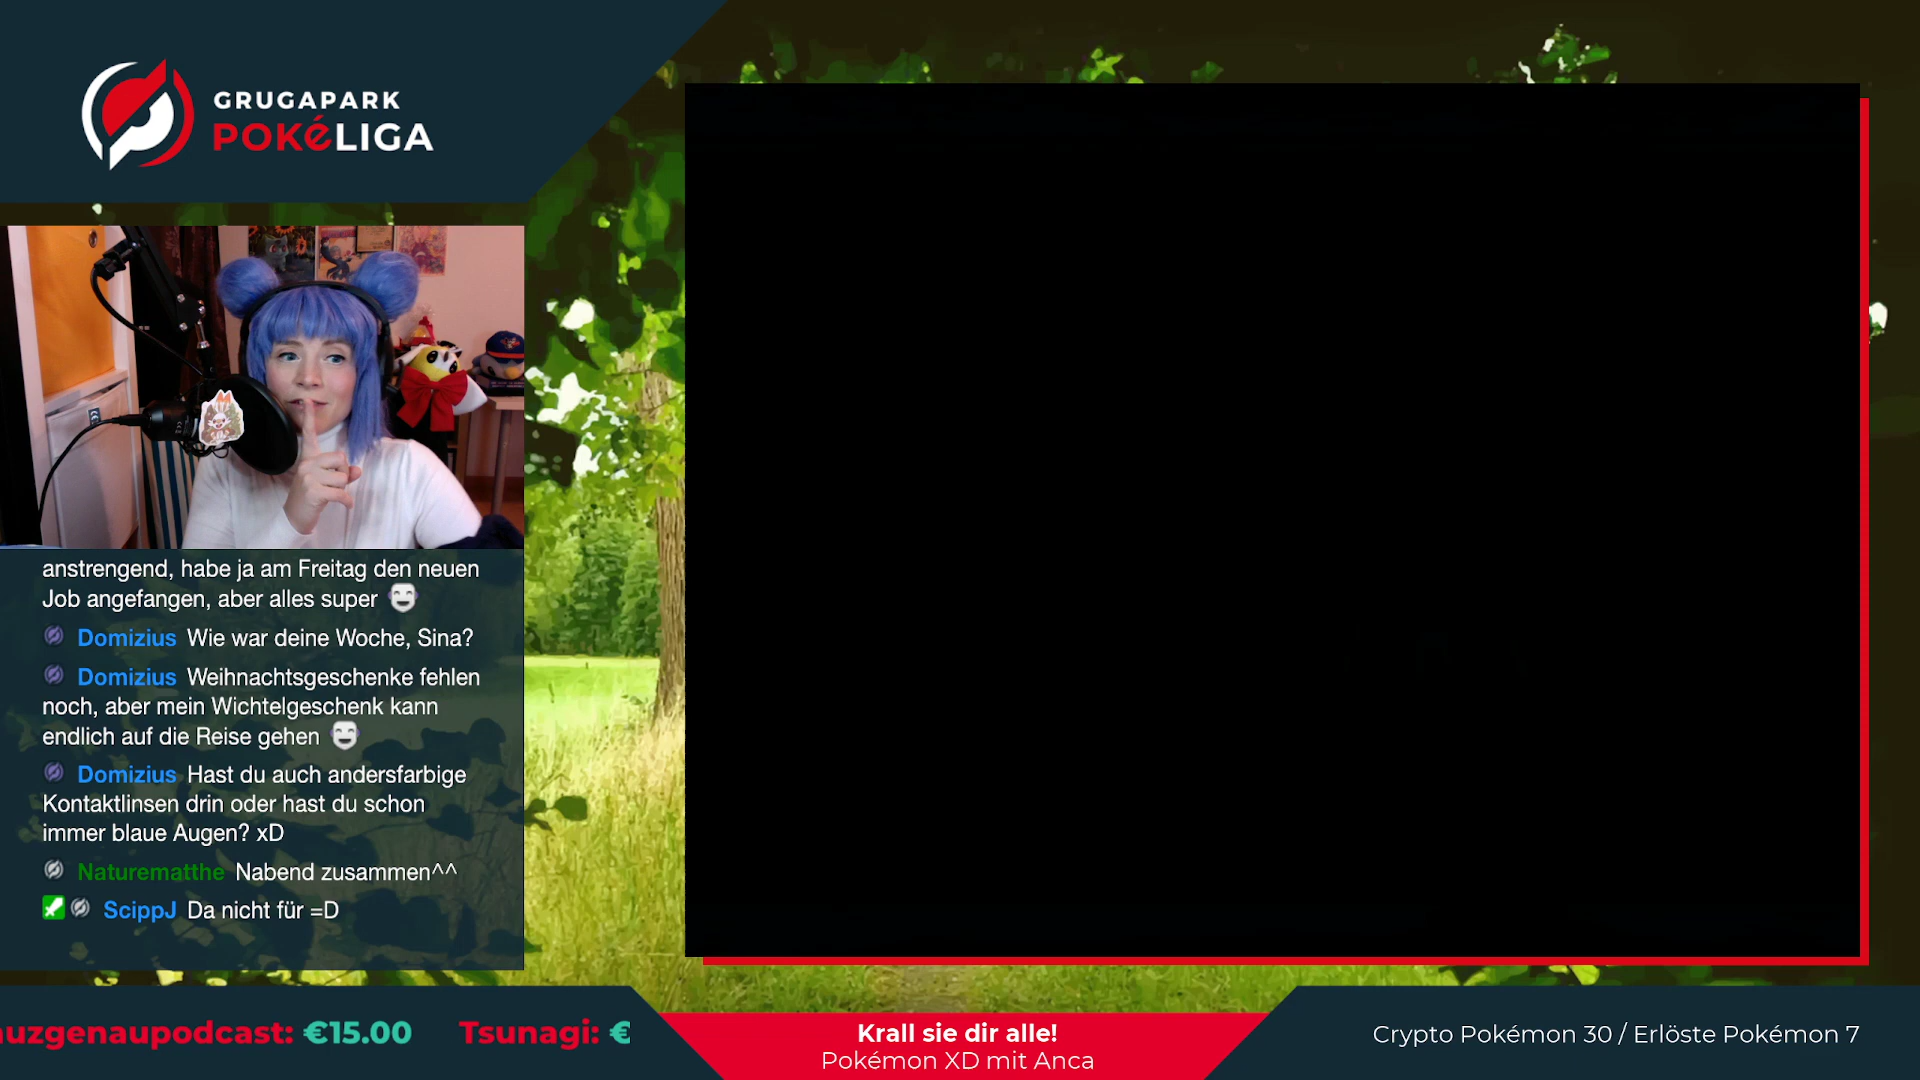 GRUGAPARK
POKéLIGA
anstrengend, habe ja am Freitag den neuen
Job angefangen, aber alles super
Domizius Wie war deine Woche, Sina?
Domizius Weihnachtsgeschenke fehlen
noch, aber mein Wichtelgeschenk kann
endlich auf die Reise gehen
Domizius Hast du auch andersfarbige
Kontaktlinsen drin oder hast du schon
immer blaue Augen? xD
Naturematthe Nabend zusammen^^
ScippJ Da nicht für =D
auzgenaupodcast: €15.00 Tsunagi: €
Krall sie dir alle!
Pokémon XD mit Anca
Crypto Pokémon 30 / Erlöste Pokémon 7